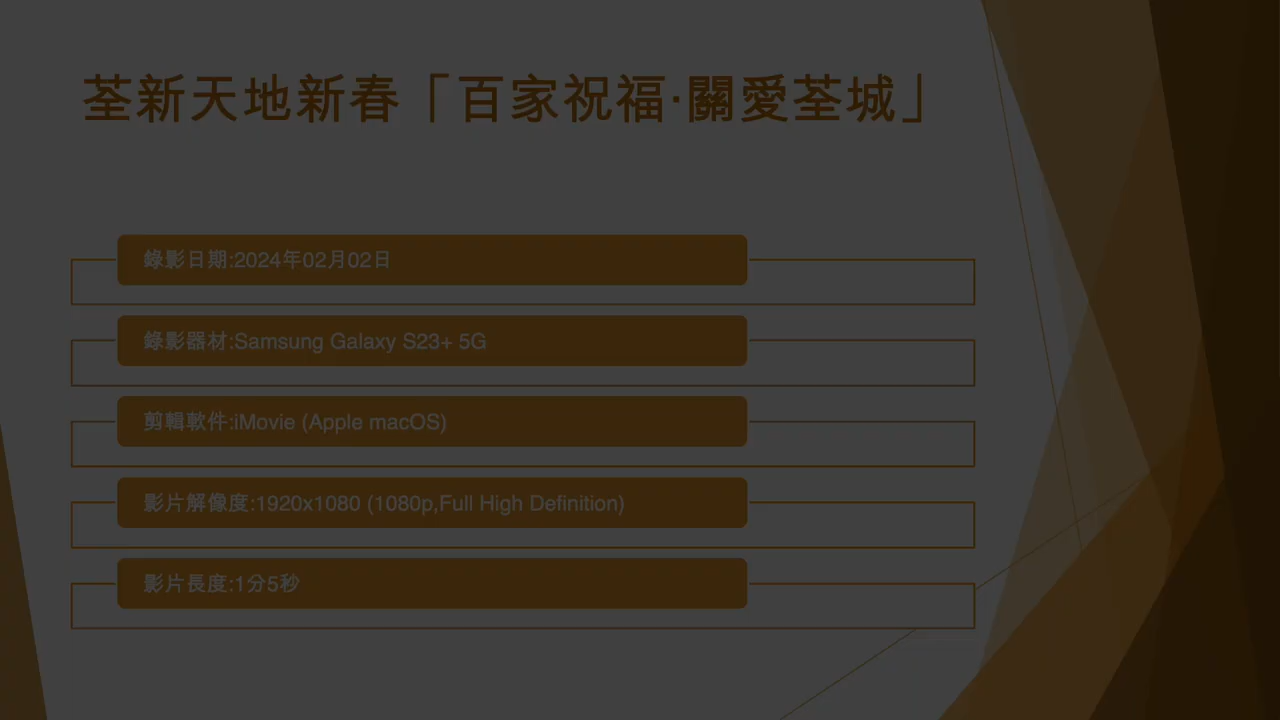 荃新天地新春「百家祝福·關愛荃城」
錄影日期:2024年02月02日
錄影器材:Samsung Galaxy S23+ 5G
剪輯軟件:iMovie (Apple macOS)
影片解像度:1920x1080 (1080p,Full High Definition)
影片長度:1分5秒